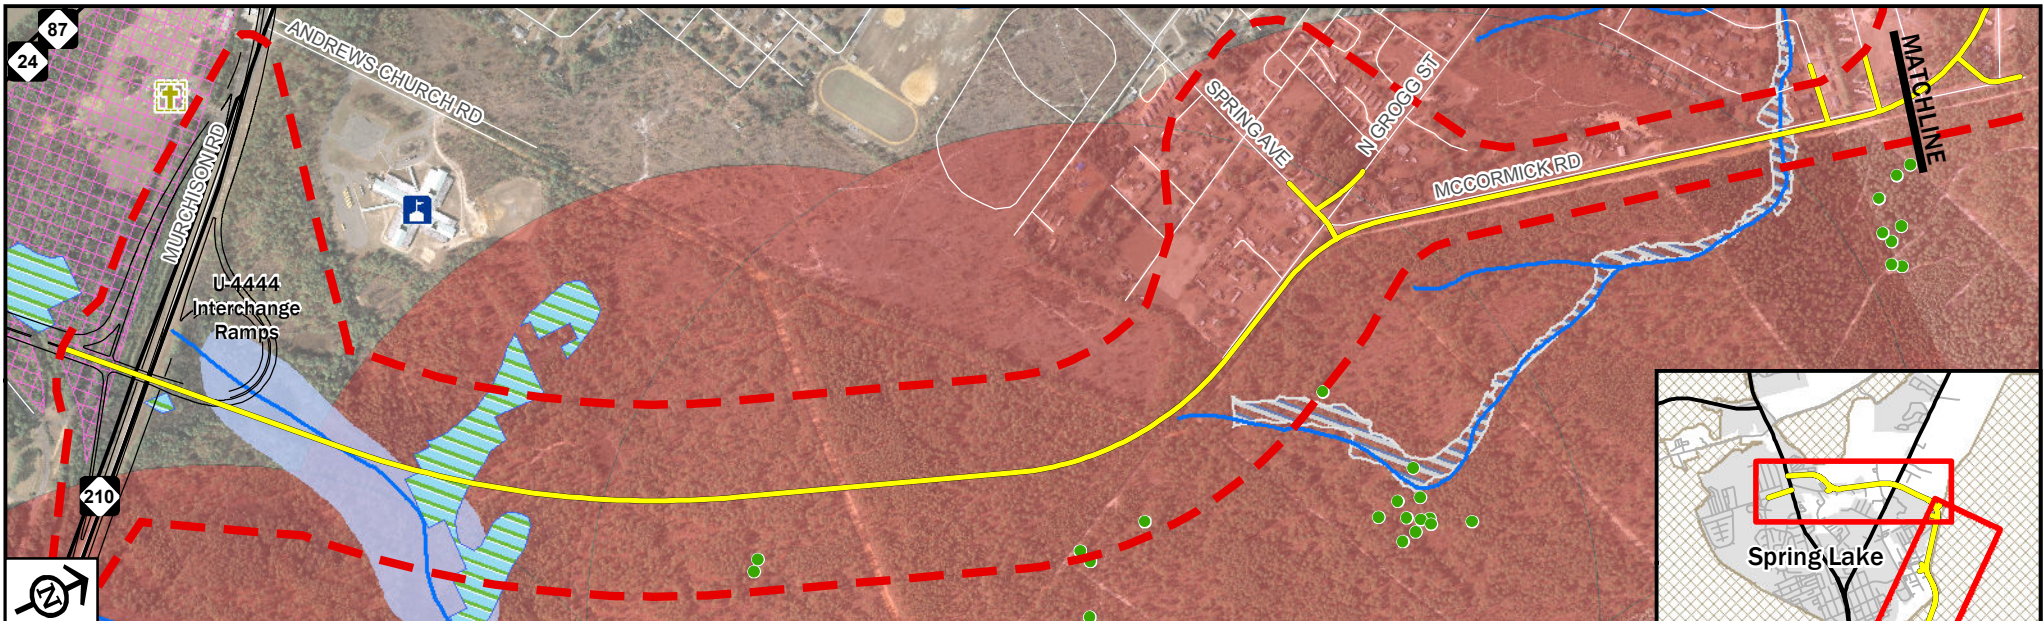 87
24
ANDREWS CHURCH RD
MURCHISON RD
U-4444
Interchange
Ramps
210
SPRING AVE
N GROGG ST
MCCORMICK RD
MATCHLINE
N
Spring Lake